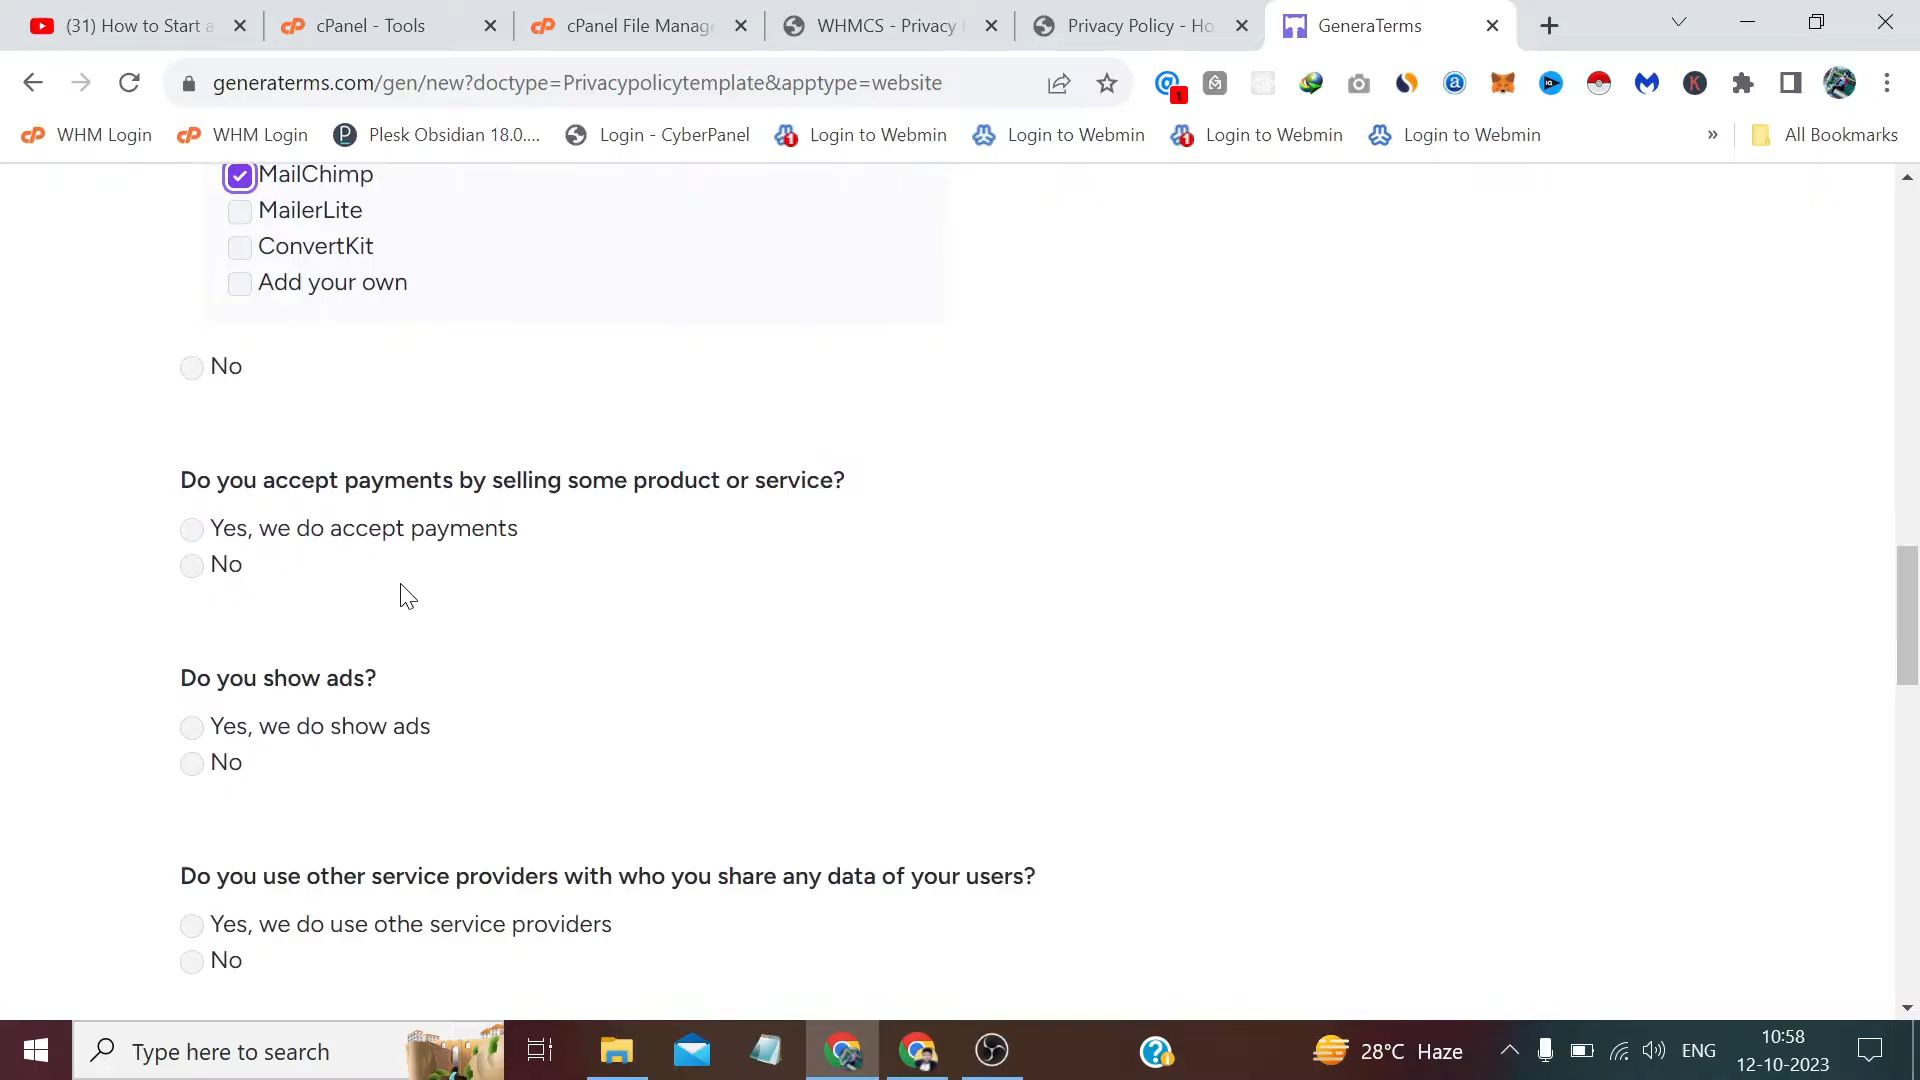 (31) How to Start a
cPanel - Tools
cPanel File Manag
WHMCS - Privacy
Privacy Policy - Ho
GeneraTerms
generaterms.com/gen/new?doctype=Privacypolicytemplate&apptype=website
1
WHM Login
WHM Login
Plesk Obsidian 18.0....
Login - CyberPanel
Login to Webmin
Login to Webmin
Login to Webmin
Login to Webmin
»
All Bookmarks
MailChimp
MailerLite
ConvertKit
Add your own
No
Do you accept payments by selling some product or service?
Yes, we do accept payments
No
Do you show ads?
Yes, we do show ads
No
Do you use other service providers with who you share any data of your users?
Yes, we do use othe service providers
No
Type here to search
28°C Haze
ENG
10:58
12-10-2023